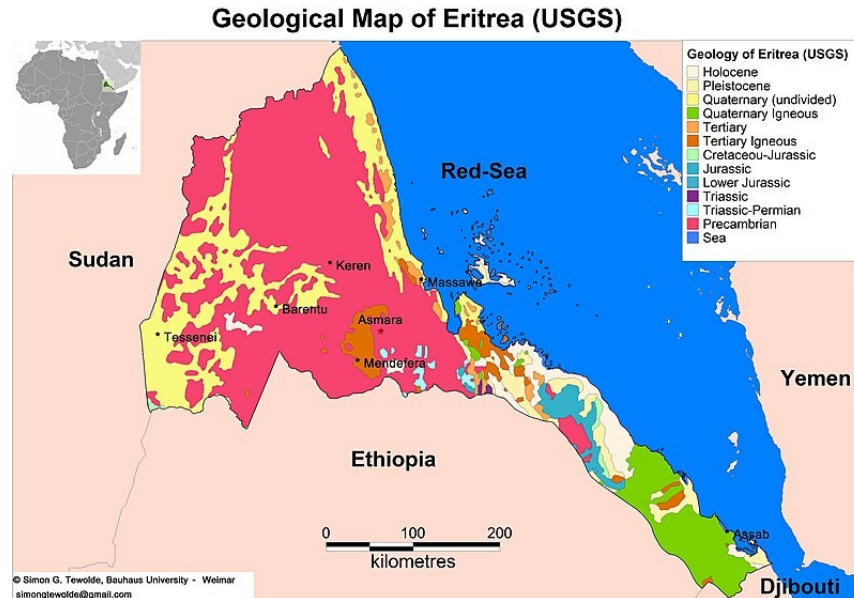 Geological Map of Eritrea (USGS)
Geology of Eritrea (USGS)
Holocene
Pleistocene
Quaternary (undivided)
Quaternary Igneous
Tertiary
Tertiary Igneous
Cretaceou-Jurassic
Jurassic
Lower Jurassic
Triassic
Triassic-Permian
Precambrian
Sea
Red-Sea
Sudan
Keren
Massawa
Barentu
Asmara
Tessenei
Mendefera
Yemen
Ethiopia
Assab
0 100 200
kilometres
Djibouti
© Simon G. Tewolde, Bauhaus University - Weimar
simongtewolde@gmail.com